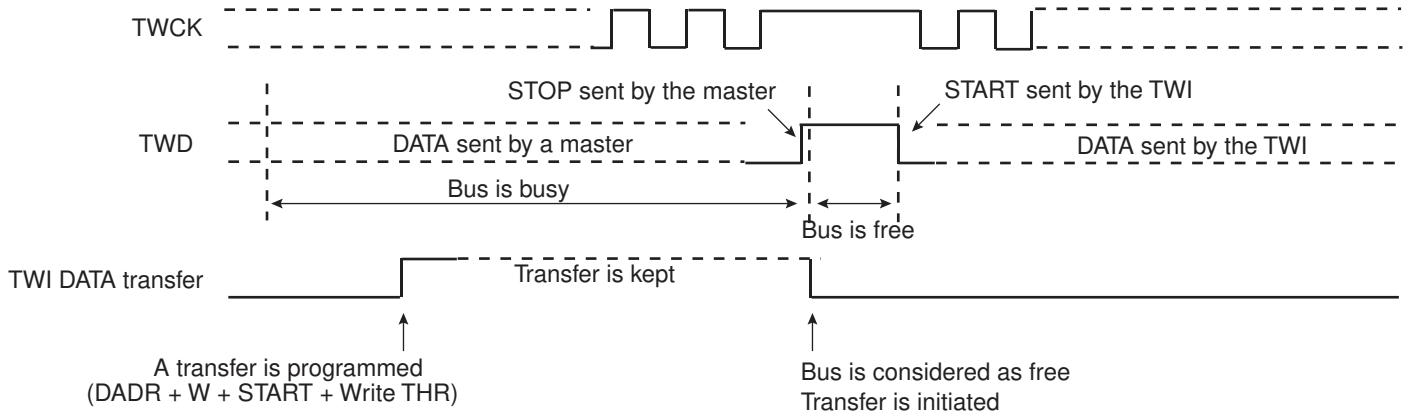 TWCK
STOP sent by the master
START sent by the TWI
TWD
DATA sent by a master
DATA sent by the TWI
Bus is busy
Bus is free
TWI DATA transfer
Transfer is kept
A transfer is programmed
(DADR + W + START + Write THR)
Bus is considered as free
Transfer is initiated